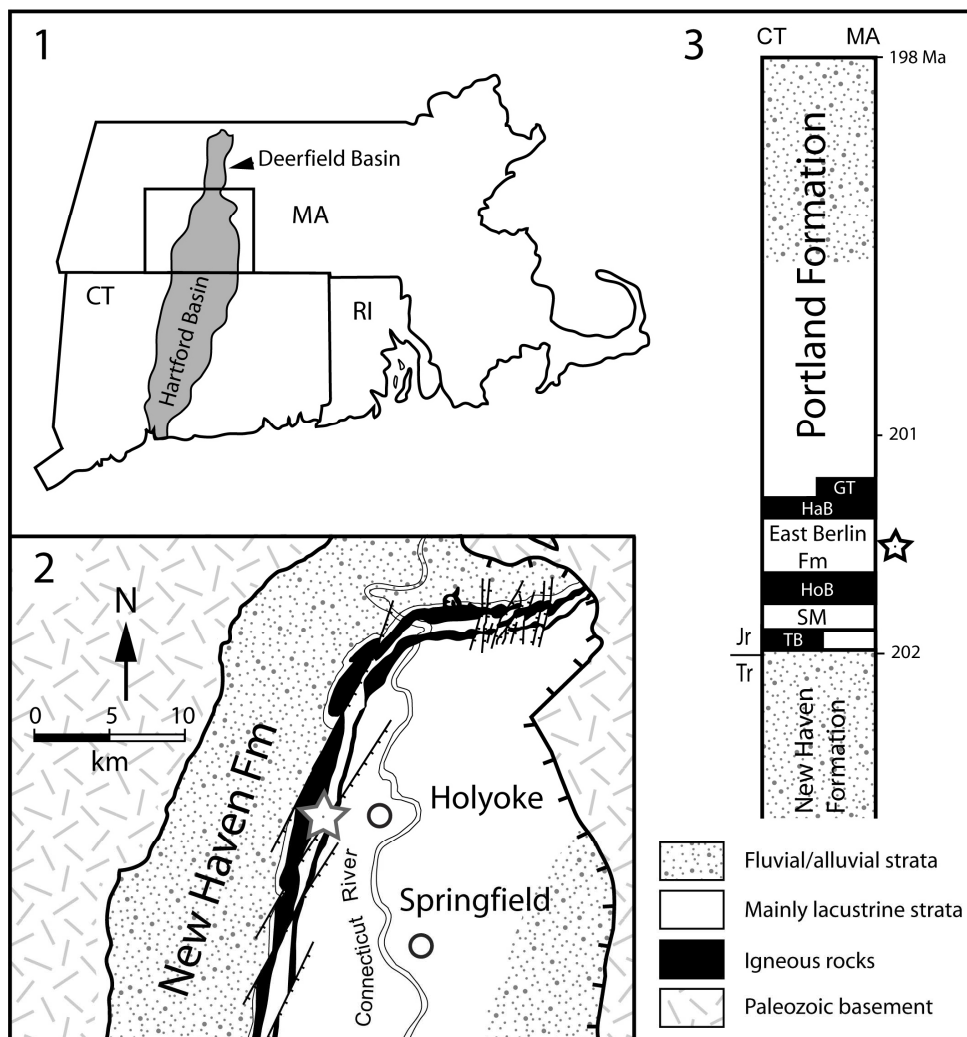 1
Deerfield Basin
MA
CT
RI
Hartford Basin
2
N
0 5 10
km
New Haven Fm
Holyoke
Springfield
Connecticut River
3
CT MA
198 Ma
Portland Formation
201
GT
HaB
East Berlin
Fm
HoB
SM
TB
Jr
Tr
202
New Haven
Formation
Fluvial/alluvial strata
Mainly lacustrine strata
Igneous rocks
Paleozoic basement